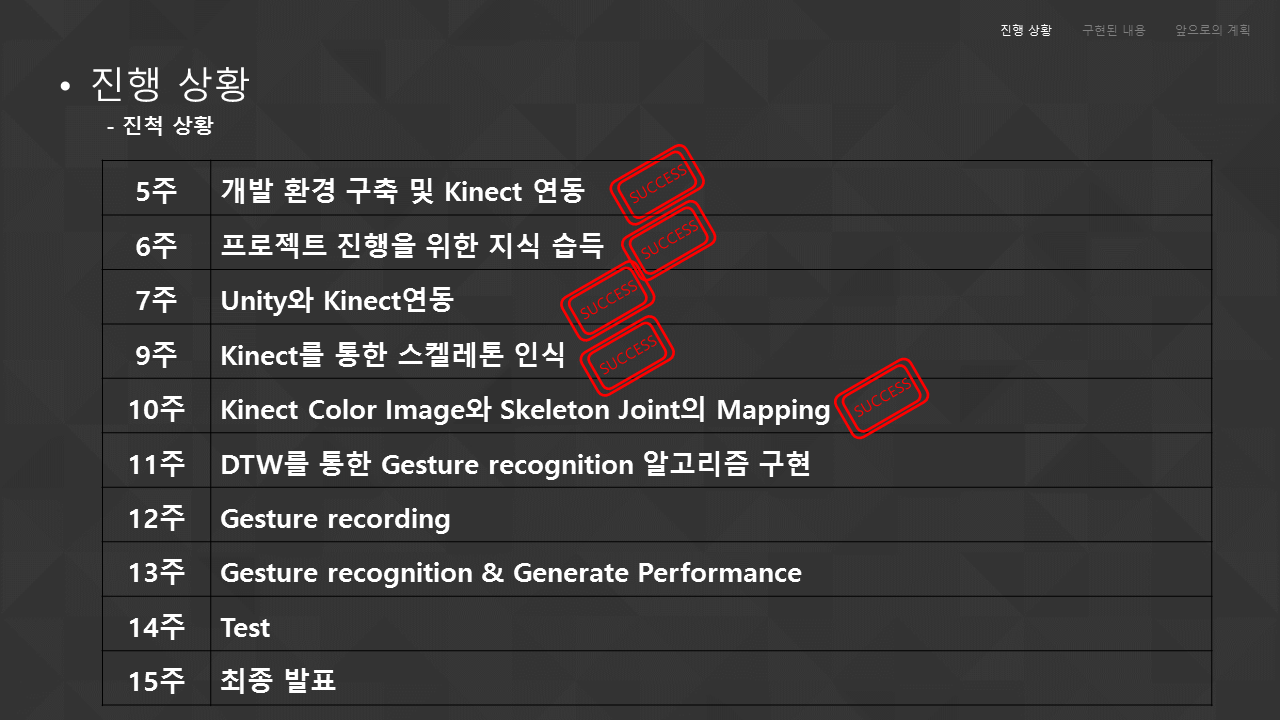 진행 상황 구현된 내용 앞으로의 계획
• 진행 상황
- 진척 상황
5주 개발 환경 구축 및 Kinect 연동 SUCCESS
6주 프로젝트 진행을 위한 지식 습득 SUCCESS
7주 Unity와 Kinect연동 SUCCESS
9주 Kinect를 통한 스켈레톤 인식 SUCCESS
10주 Kinect Color Image와 Skeleton Joint의 Mapping SUCCESS
11주 DTW를 통한 Gesture recognition 알고리즘 구현
12주 Gesture recording
13주 Gesture recognition & Generate Performance
14주 Test
15주 최종 발표